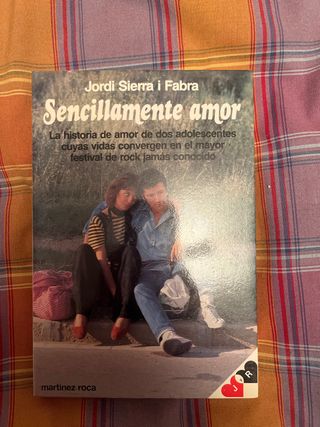 Jordi Sierra i Fabra
Sencillamente amor
La historia de amor de dos adolescentes
cuyas vidas convergen en el mayor
festival de rock jamás conocido
martinez roca
J R